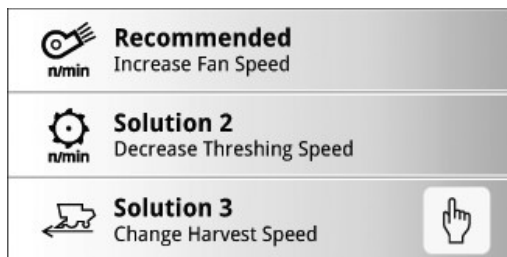 Recommended
n/min
Increase Fan Speed
Solution 2
n/min
Decrease Threshing Speed
Solution 3
Change Harvest Speed